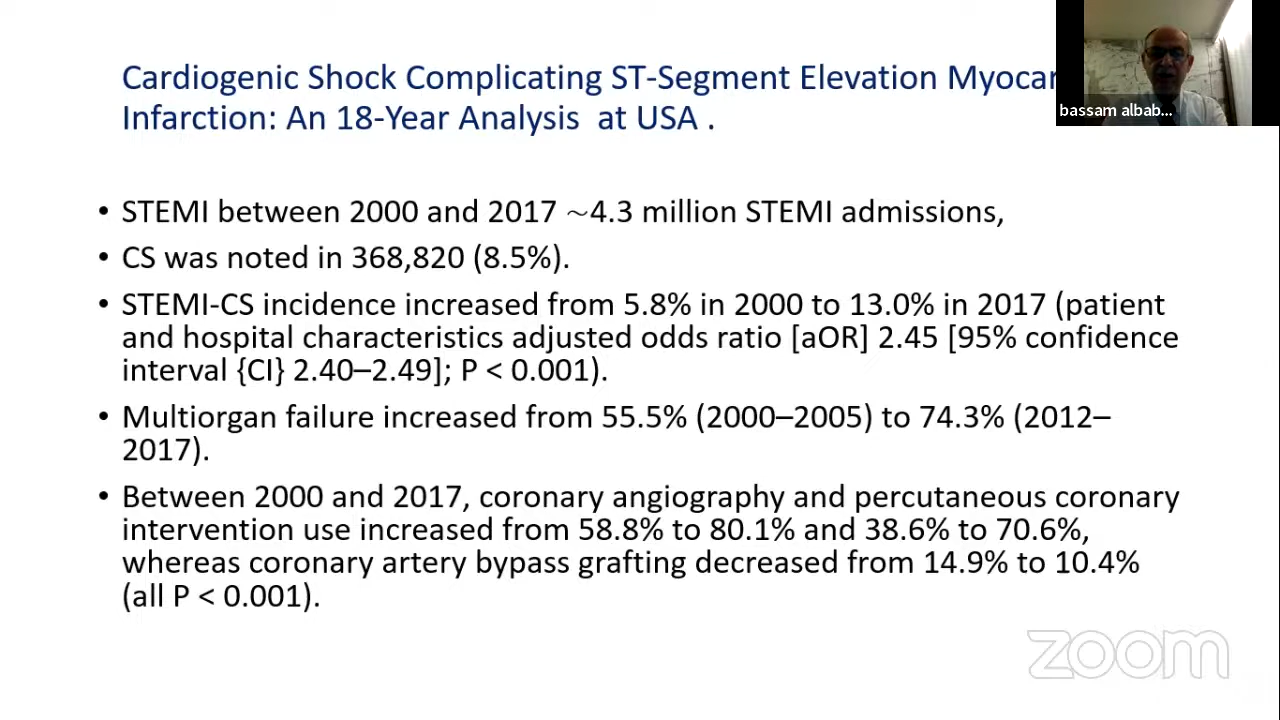 Cardiogenic Shock Complicating ST-Segment Elevation Myocar
Infarction: An 18-Year Analysis at USA .
bassam albab...
• STEMI between 2000 and 2017 ~4.3 million STEMI admissions,
• CS was noted in 368,820 (8.5%).
• STEMI-CS incidence increased from 5.8% in 2000 to 13.0% in 2017 (patient
and hospital characteristics adjusted odds ratio [aOR] 2.45 [95% confidence
interval {CI} 2.40–2.49]; P < 0.001).
• Multiorgan failure increased from 55.5% (2000–2005) to 74.3% (2012–
2017).
• Between 2000 and 2017, coronary angiography and percutaneous coronary
intervention use increased from 58.8% to 80.1% and 38.6% to 70.6%,
whereas coronary artery bypass grafting decreased from 14.9% to 10.4%
(all P < 0.001).
zoom